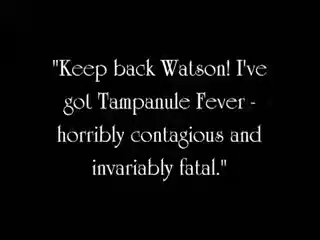 "Keep back Watson! I've
got Tampanule Fever -
horribly contagious and
invariably fatal."